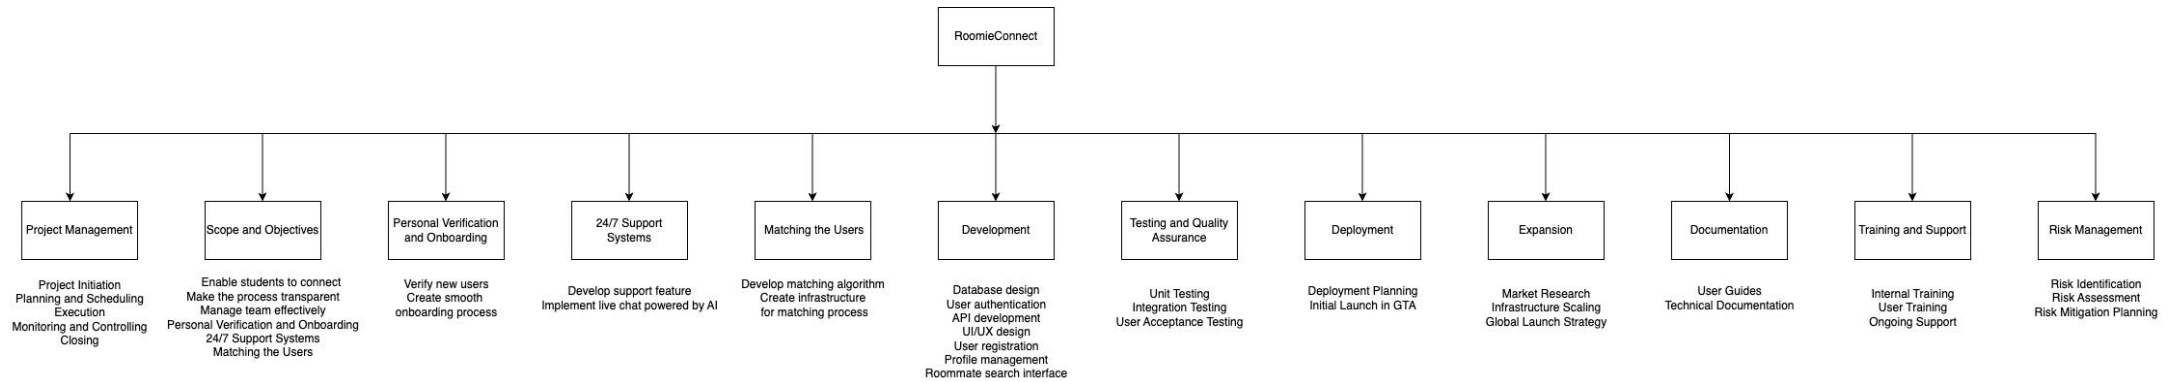 RoomieConnect
Project Management
Project Initiation
Planning and Scheduling
Execution
Monitoring and Controlling
Closing
Scope and Objectives
Enable students to connect
Make the process transparent
Manage team effectively
Personal Verification and Onboarding
24/7 Support Systems
Matching the Users
Personal Verification
and Onboarding
Verify new users
Create smooth
onboarding process
24/7 Support
Systems
Develop support feature
Implement live chat powered by AI
Matching the Users
Develop matching algorithm
Create infrastructure
for matching process
Development
Database design
User authentication
API development
UI/UX design
User registration
Profile management
Roommate search interface
Testing and Quality
Assurance
Unit Testing
Integration Testing
User Acceptance Testing
Deployment
Deployment Planning
Initial Launch in GTA
Expansion
Market Research
Infrastructure Scaling
Global Launch Strategy
Documentation
User Guides
Technical Documentation
Training and Support
Internal Training
User Training
Ongoing Support
Risk Management
Risk Identification
Risk Assessment
Risk Mitigation Planning